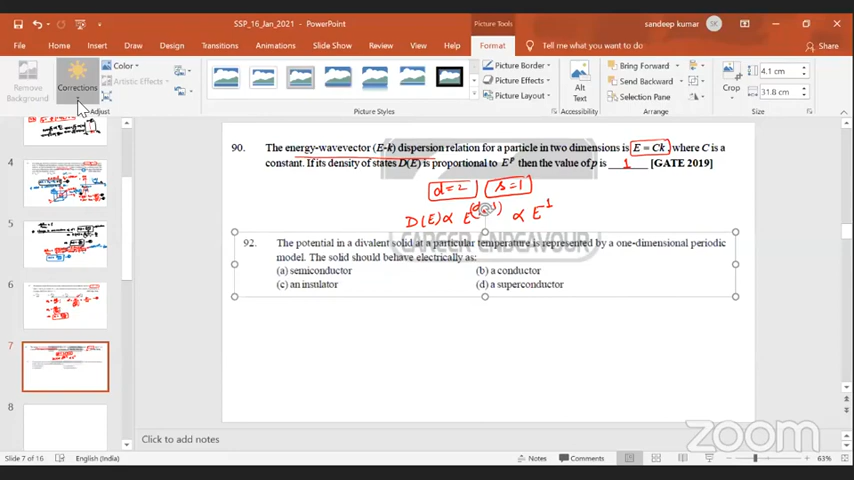 SSP_16_Jan_2021 - PowerPoint
Picture Tools
sandeep kumar
SK
File Home Insert Draw Design Transitions Animations Slide Show Review View Help Format Tell me what you want to do Share
Remove Background
Corrections
Color
Artistic Effects
Adjust
Picture Styles
Picture Border
Picture Effects
Picture Layout
Alt Text
Accessibility
Bring Forward
Send Backward
Selection Pane
Arrange
Crop
4.1 cm
31.8 cm
Size
4
5
6
7
8
90. The energy-wavevector (E-k) dispersion relation for a particle in two dimensions is E = Ck, where C is a
constant. If its density of states D(E) is proportional to E^p then the value of p is 1 [GATE 2019]
d=2 s=1
D(E) ∝ E ∝ E^1
CAREER ENDEAVOUR
92. The potential in a divalent solid at a particular temperature is represented by a one-dimensional periodic
model. The solid should behave electrically as:
(a) semiconductor (b) a conductor
(c) an insulator (d) a superconductor
Click to add notes
zoom
Slide 7 of 16 English (India) Notes Comments 63%